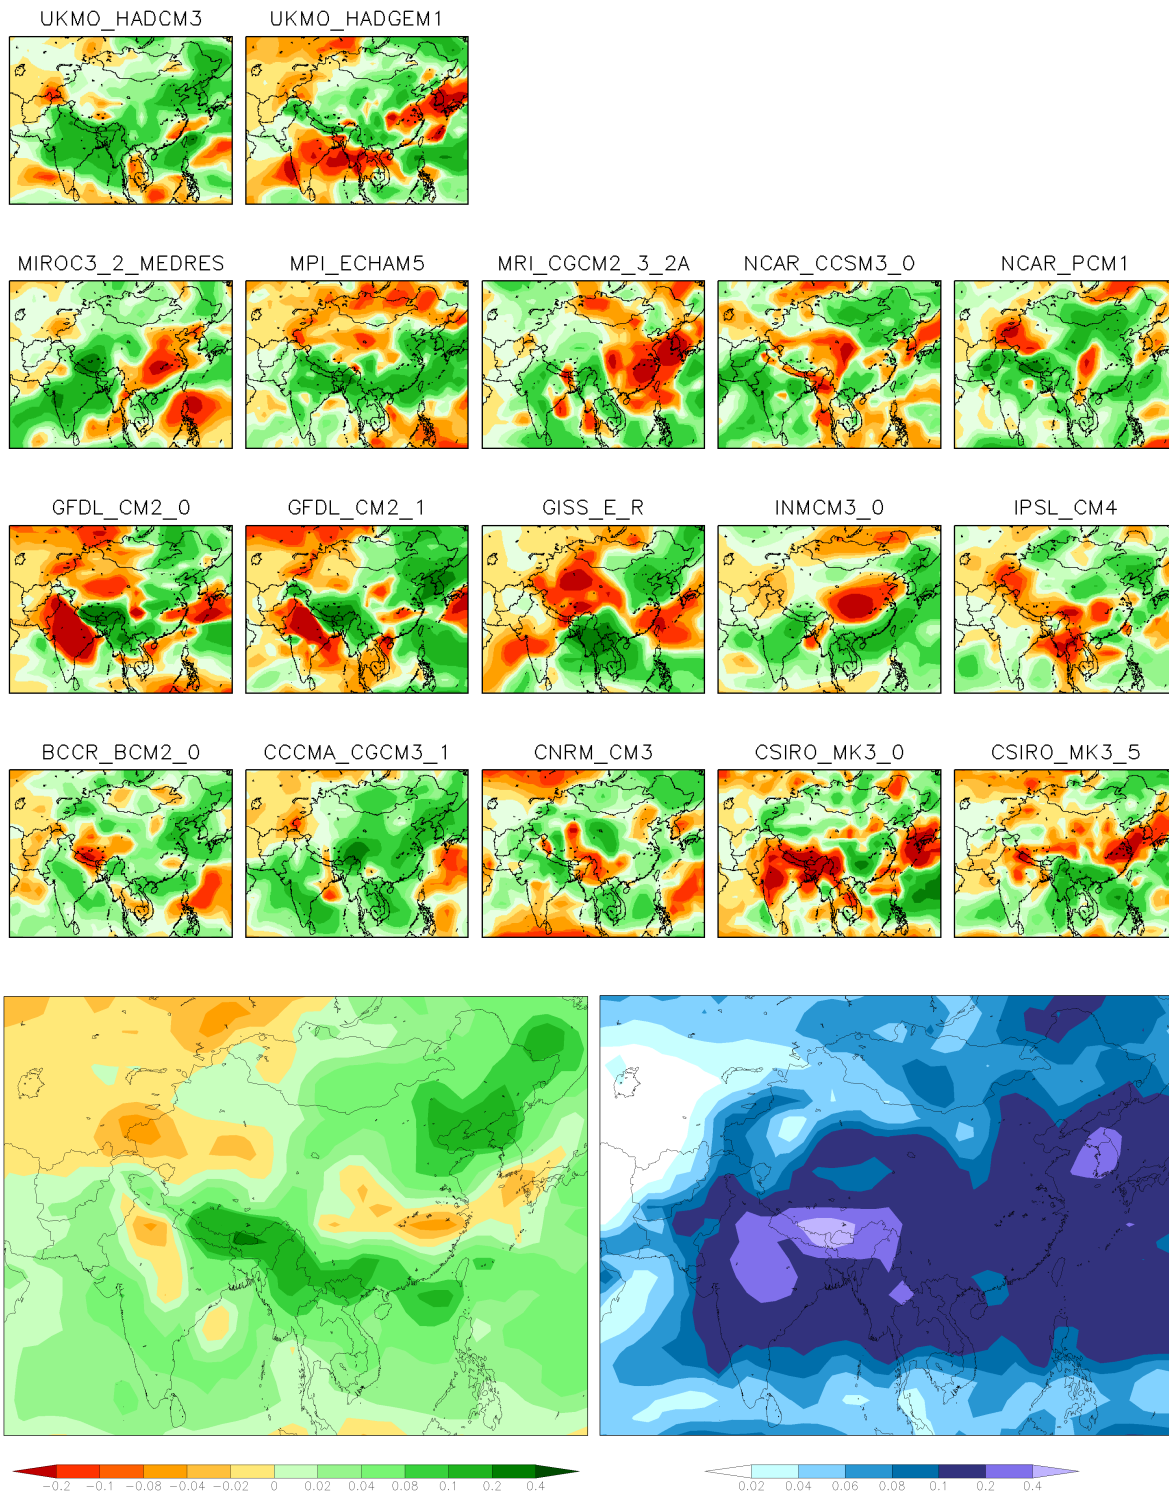 UKMO_HADCM3 UKMO_HADGEM1
MIROC3_2_MEDRES MPI_ECHAM5 MRI_CGCM2_3_2A NCAR_CCSM3_0 NCAR_PCM1
GFDL_CM2_0 GFDL_CM2_1 GISS_E_R INMCM3_0 IPSL_CM4
BCCR_BCM2_0 CCCMA_CGCM3_1 CNRM_CM3 CSIRO_MK3_0 CSIRO_MK3_5
-0.2 -0.1 -0.08 -0.04 -0.02 0 0.02 0.04 0.08 0.1 0.2 0.4
0.02 0.04 0.06 0.08 0.1 0.2 0.4